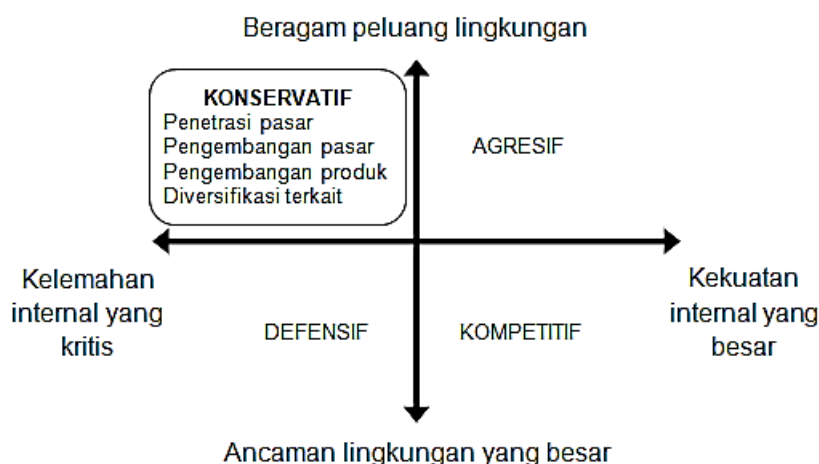 Beragam peluang lingkungan
KONSERVATIF
Penetrasi pasar
Pengembangan pasar
Pengembangan produk
Diversifikasi terkait
AGRESIF
Kelemahan
internal yang
kritis
Kekuatan
internal yang
besar
DEFENSIF
KOMPETITIF
Ancaman lingkungan yang besar